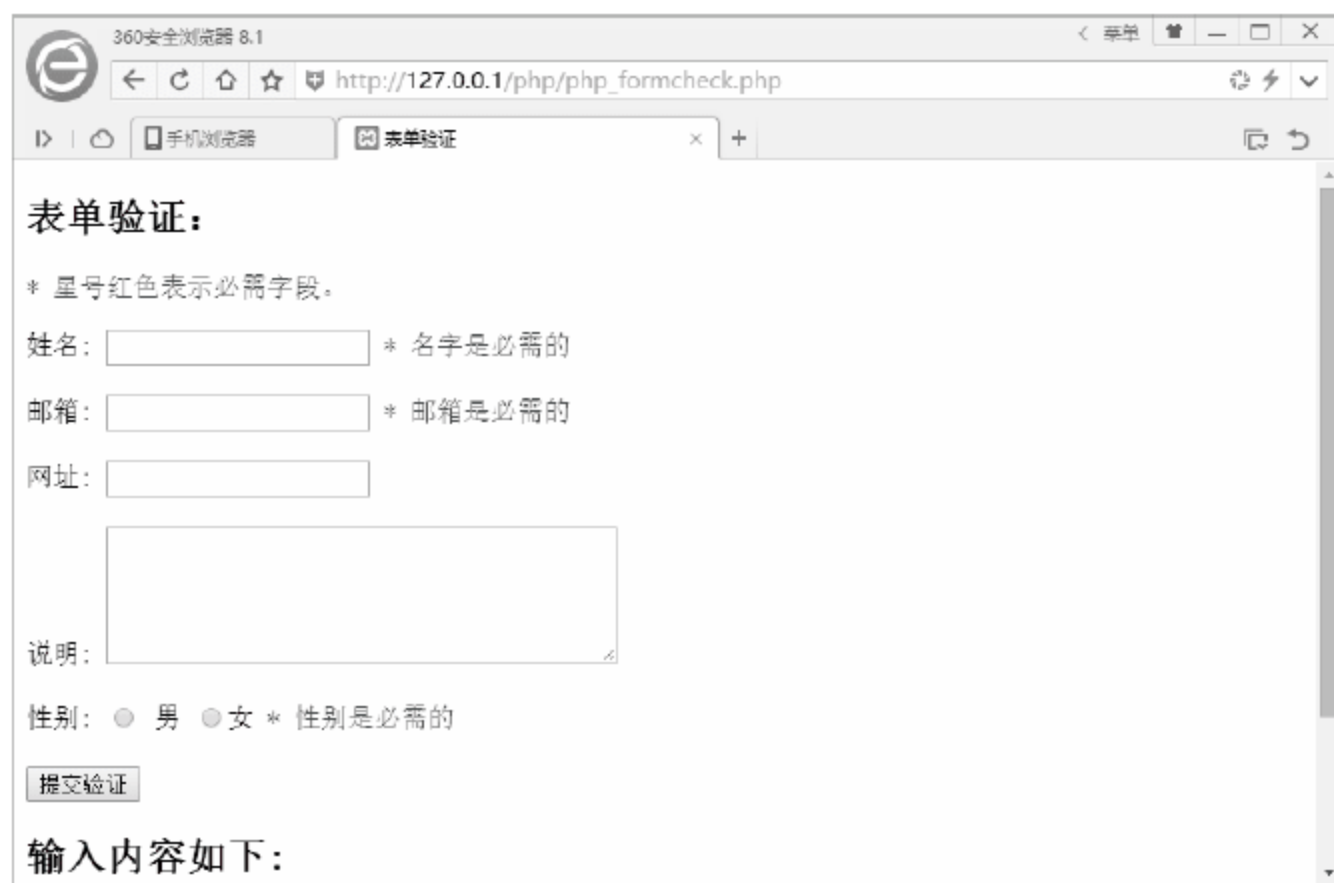 360安全浏览器 8.1
菜单
http://127.0.0.1/php/php_formcheck.php
手机浏览器
表单验证
表单验证：
* 星号红色表示必需字段。
姓名: * 名字是必需的
邮箱: * 邮箱是必需的
网址:
说明:
性别: 男 女 * 性别是必需的
提交验证
输入内容如下: